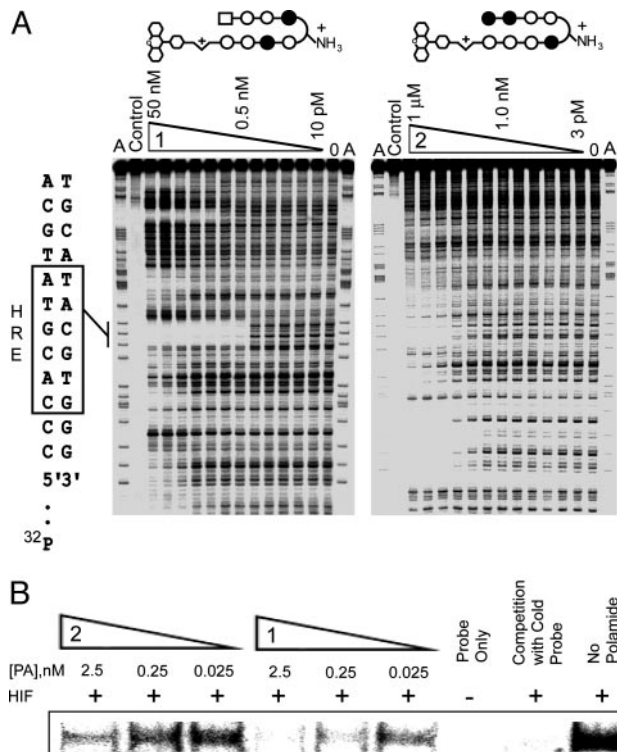 A
NH3
+
+
NH3
+
+
50 nM
0.5 nM
10 pM
1 µM
1.0 nM
3 pM
A
Control
1
0
A
A
Control
2
0
A
A T
C G
G C
T A
A T
T A
G C
C G
A T
C G
C G
C G
5'3'
HRE
32P
B
2
1
Probe Only
Competition with Cold Probe
No Polamide
[PA],nM 2.5 0.25 0.025 2.5 0.25 0.025
HIF + + + + + + - + +